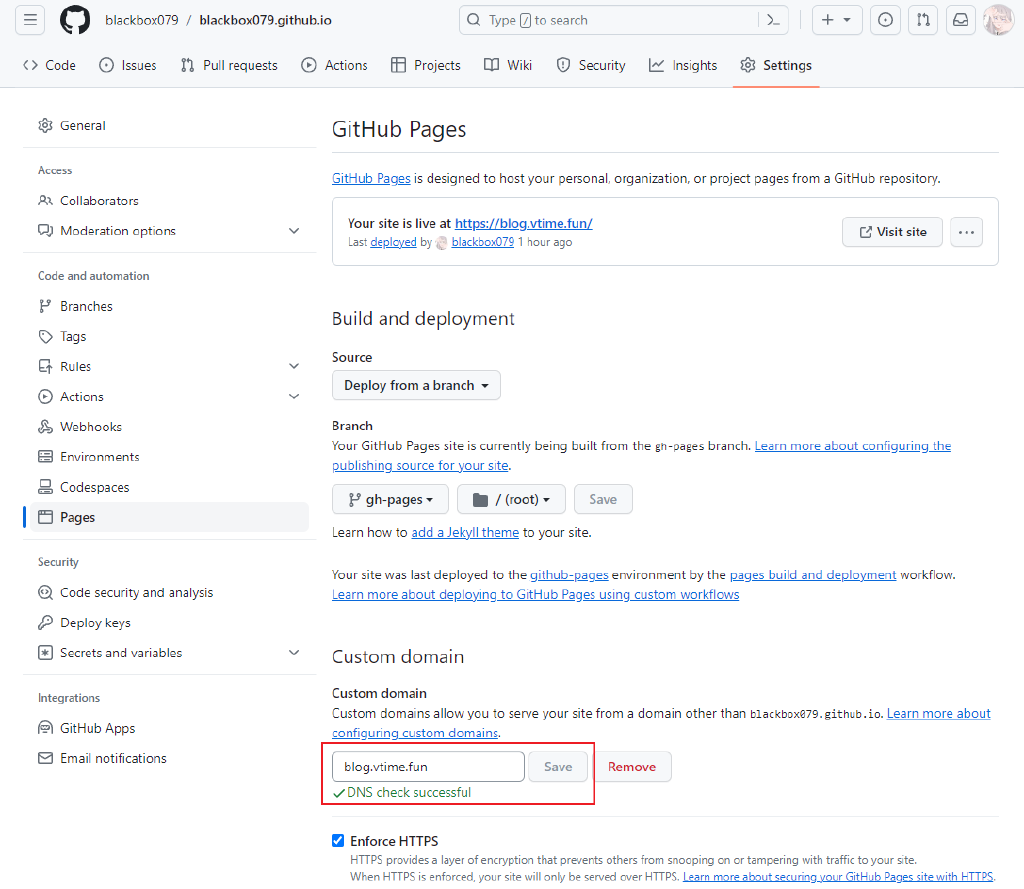 blackbox079 / blackbox079.github.io
Type / to search
Code Issues Pull requests Actions Projects Wiki Security Insights Settings
General
Access
Collaborators
Moderation options
Code and automation
Branches
Tags
Rules
Actions
Webhooks
Environments
Codespaces
Pages
Security
Code security and analysis
Deploy keys
Secrets and variables
Integrations
GitHub Apps
Email notifications
GitHub Pages
GitHub Pages is designed to host your personal, organization, or project pages from a GitHub repository.
Your site is live at https://blog.vtime.fun/
Last deployed by blackbox079 1 hour ago
Visit site
Build and deployment
Source
Deploy from a branch
Branch
Your GitHub Pages site is currently being built from the gh-pages branch. Learn more about configuring the
publishing source for your site.
gh-pages / (root) Save
Learn how to add a Jekyll theme to your site.
Your site was last deployed to the github-pages environment by the pages build and deployment workflow.
Learn more about deploying to GitHub Pages using custom workflows
Custom domain
Custom domain
Custom domains allow you to serve your site from a domain other than blackbox079.github.io. Learn more about
configuring custom domains.
blog.vtime.fun Save Remove
DNS check successful
Enforce HTTPS
HTTPS provides a layer of encryption that prevents others from snooping on or tampering with traffic to your site.
When HTTPS is enforced, your site will only be served over HTTPS. Learn more about securing your GitHub Pages site with HTTPS.